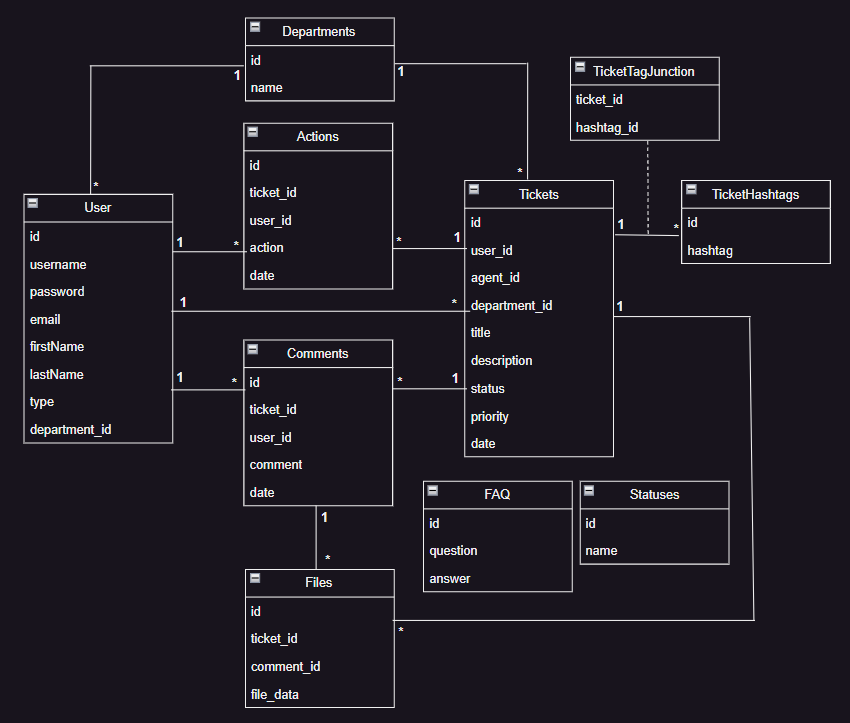 Departments
id
name
1
1
*
*
TicketTagJunction
ticket_id
hashtag_id
Actions
id
ticket_id
user_id
action
date
User
id
username
password
email
firstName
lastName
type
department_id
1
*
*
1
1
*
1
*
*
1
Tickets
id
user_id
agent_id
department_id
title
description
status
priority
date
1
*
1
TicketHashtags
id
hashtag
Comments
id
ticket_id
user_id
comment
date
1
*
FAQ
id
question
answer
Statuses
id
name
Files
id
ticket_id
comment_id
file_data
*